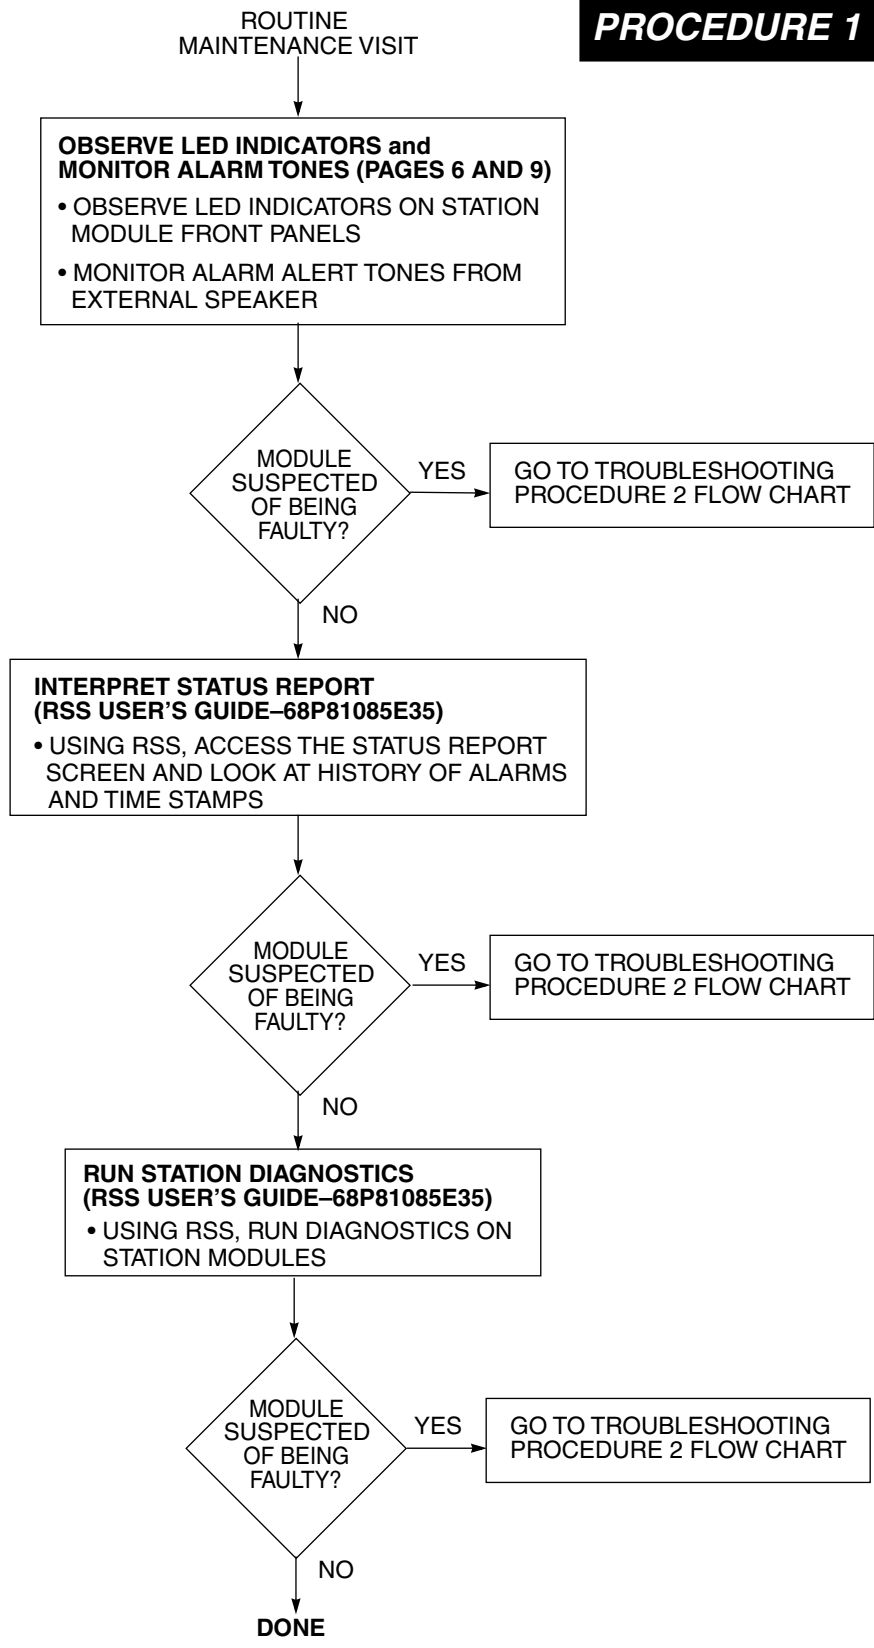 PROCEDURE 1
ROUTINE
MAINTENANCE VISIT
OBSERVE LED INDICATORS and
MONITOR ALARM TONES (PAGES 6 AND 9)
• OBSERVE LED INDICATORS ON STATION
MODULE FRONT PANELS
• MONITOR ALARM ALERT TONES FROM
EXTERNAL SPEAKER
MODULE
SUSPECTED
OF BEING
FAULTY?
YES
GO TO TROUBLESHOOTING
PROCEDURE 2 FLOW CHART
NO
INTERPRET STATUS REPORT
(RSS USER'S GUIDE–68P81085E35)
• USING RSS, ACCESS THE STATUS REPORT
SCREEN AND LOOK AT HISTORY OF ALARMS
AND TIME STAMPS
MODULE
SUSPECTED
OF BEING
FAULTY?
YES
GO TO TROUBLESHOOTING
PROCEDURE 2 FLOW CHART
NO
RUN STATION DIAGNOSTICS
(RSS USER'S GUIDE–68P81085E35)
• USING RSS, RUN DIAGNOSTICS ON
STATION MODULES
MODULE
SUSPECTED
OF BEING
FAULTY?
YES
GO TO TROUBLESHOOTING
PROCEDURE 2 FLOW CHART
NO
DONE